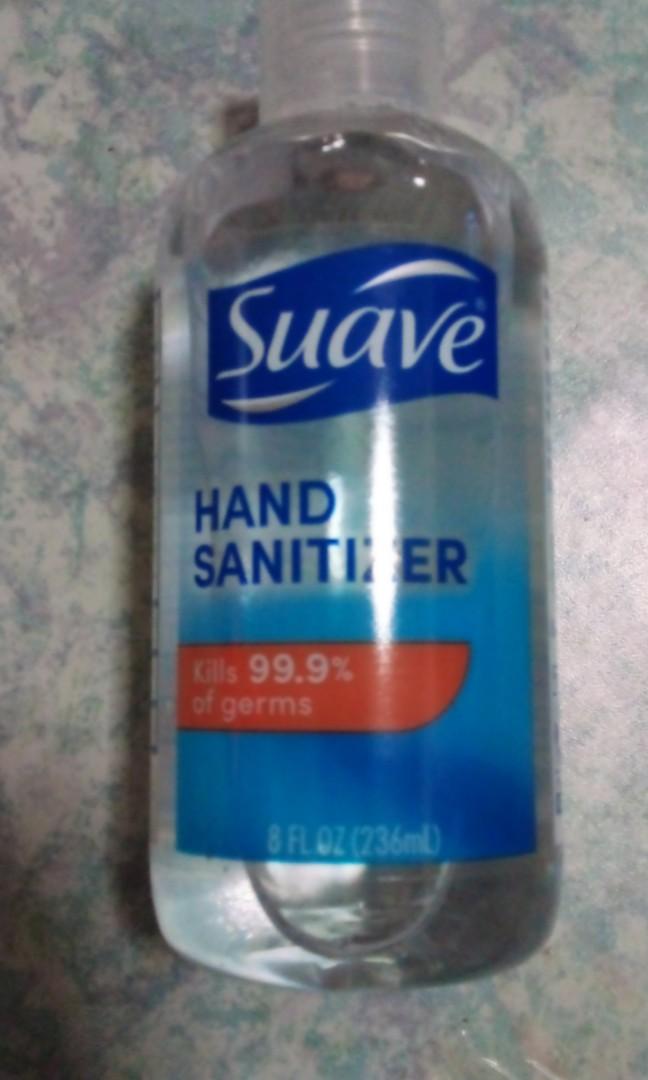 Suave
HAND
SANITIZER
Kills 99.9%
of germs
8 FL OZ (236mL)